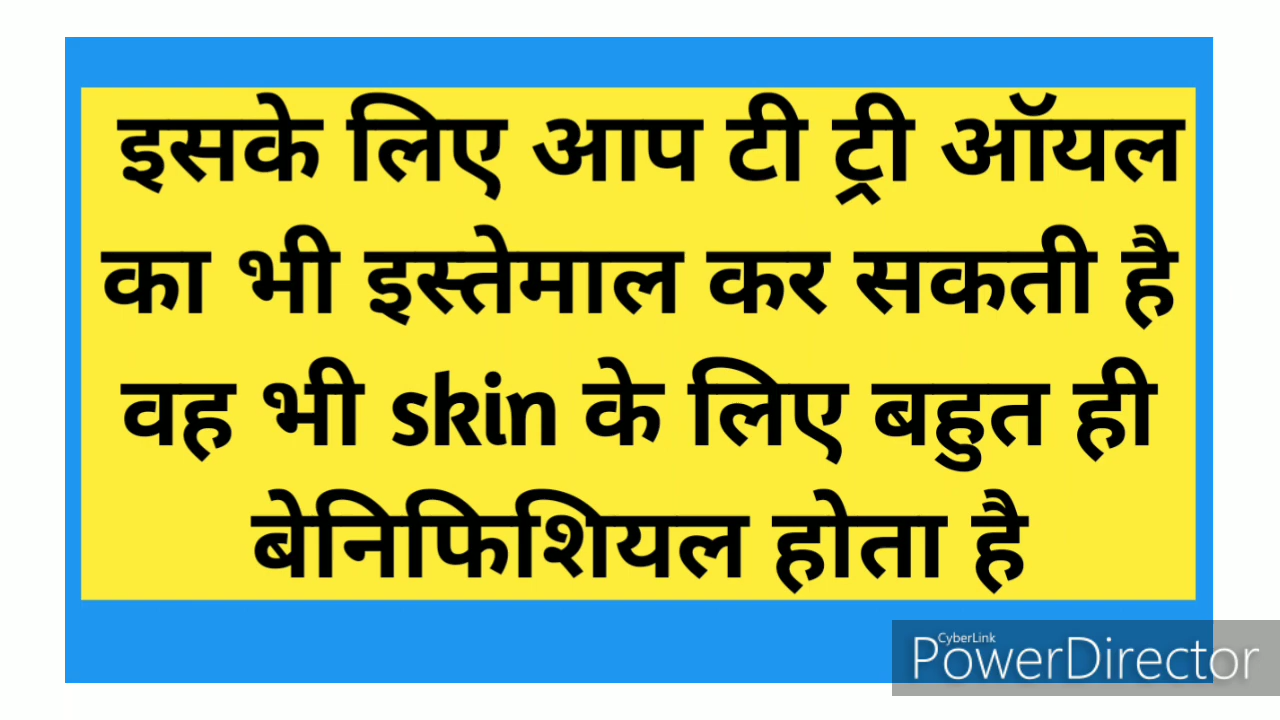 इसके लिए आप टी ट्री ऑयल
का भी इस्तेमाल कर सकती है
वह भी skin के लिए बहुत ही
बेनिफिशियल होता है
CyberLink
PowerDirector